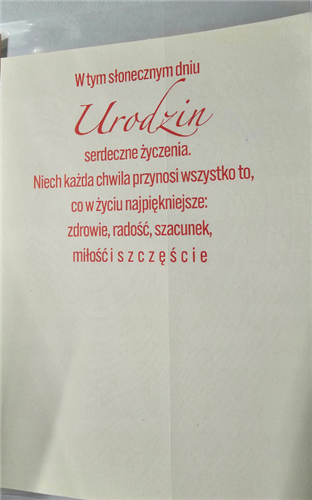 W tym słonecznym dniu
Urodzin
serdeczne życzenia.
Niech każda chwila przynosi wszystko to,
co w życiu najpiękniejsze:
zdrowie, radość, szacunek,
miłość i s z c z ę ś c i e